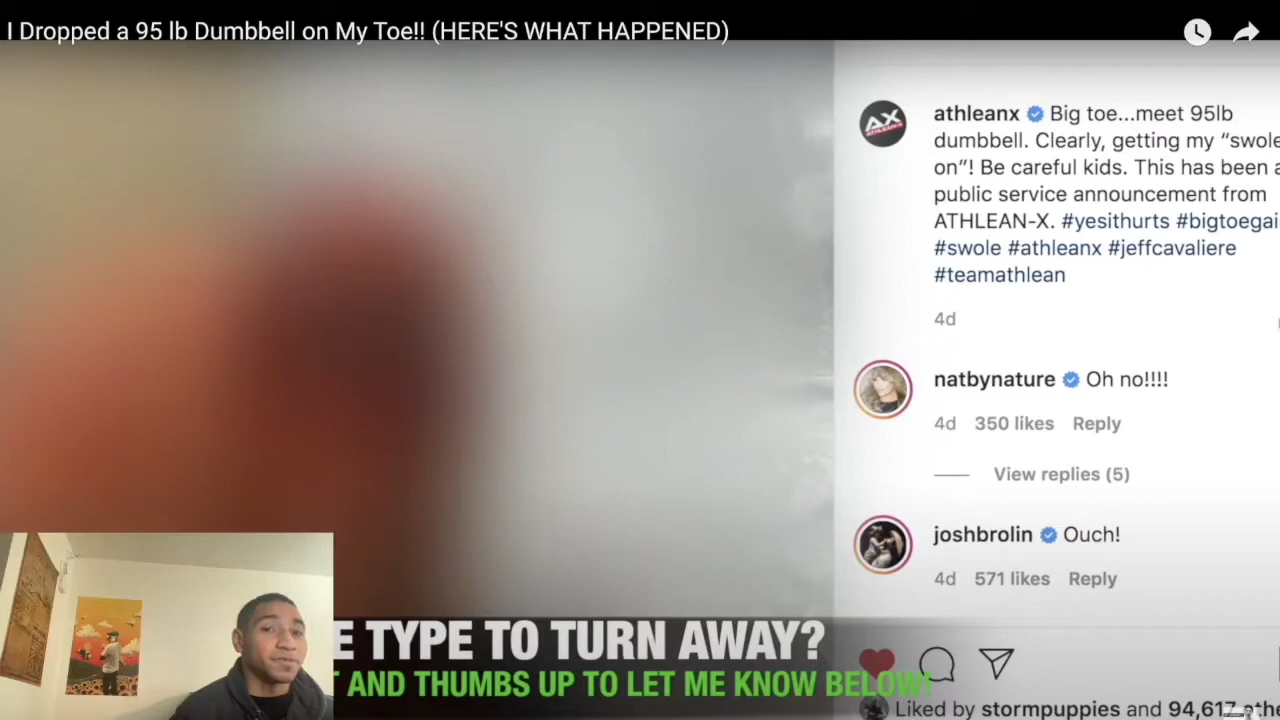 I Dropped a 95 lb Dumbbell on My Toe!! (HERE'S WHAT HAPPENED)
athleanx Big toe...meet 95lb
dumbbell. Clearly, getting my “swole
on”! Be careful kids. This has been a
public service announcement from
ATHLEAN-X. #yesithurts #bigtoegai
#swole #athleanx #jeffcavaliere
#teamathlean
4d
natbynature Oh no!!!!
4d 350 likes Reply
View replies (5)
joshbrolin Ouch!
4d 571 likes Reply
E TYPE TO TURN AWAY?
T AND THUMBS UP TO LET ME KNOW BELOW!
Liked by stormpuppies and 94,617 othe
AX
ATHLEAN-X